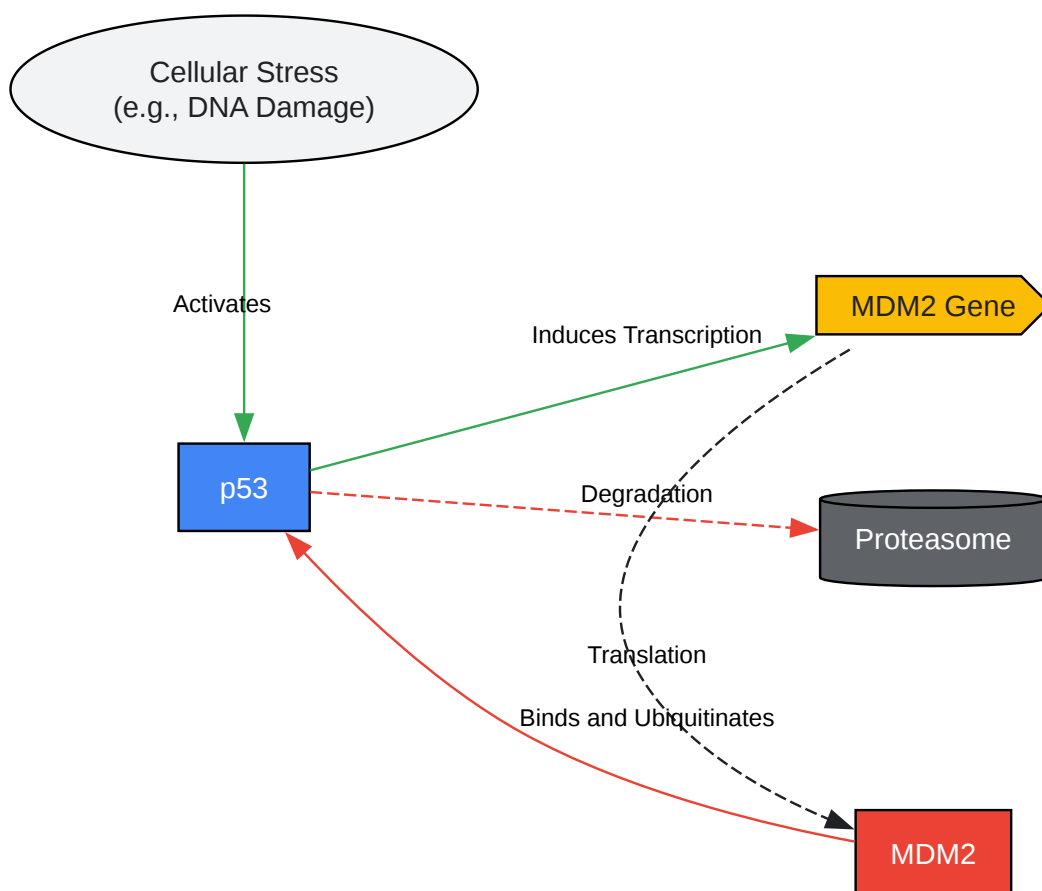 Cellular Stress
(e.g., DNA Damage)
Activates
Induces Transcription
MDM2 Gene
p53
Degradation
Proteasome
Translation
Binds and Ubiquitinates
MDM2